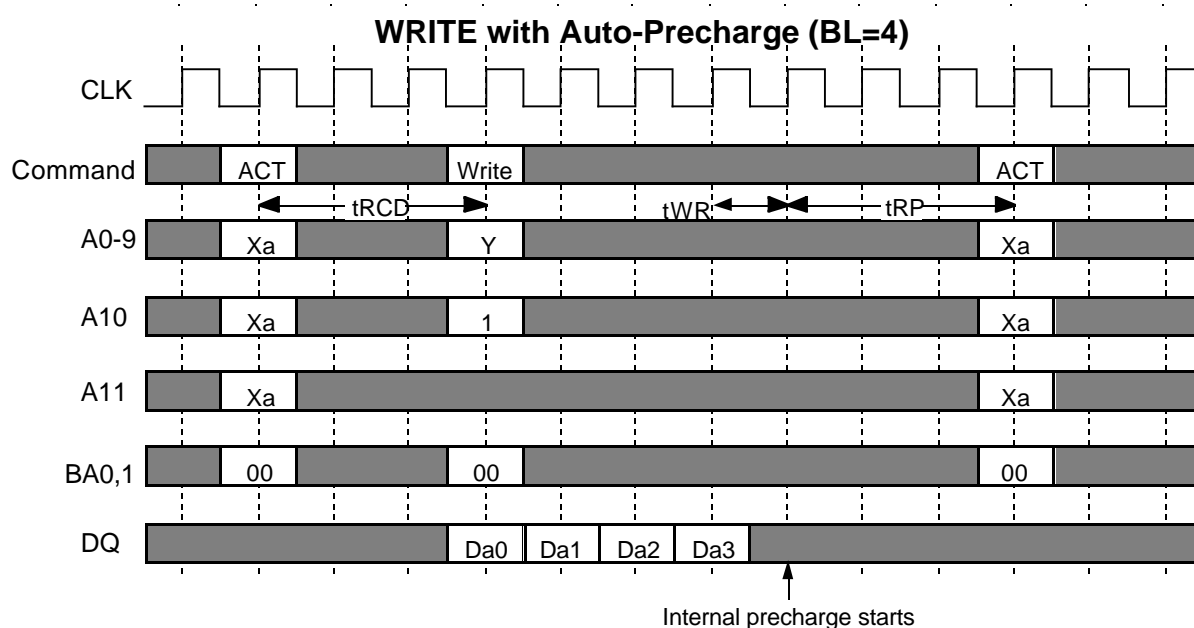 WRITE with Auto-Precharge (BL=4)
CLK
Command ACT Write ACT
tRCD tWR tRP
A0-9 Xa Y Xa
A10 Xa 1 Xa
A11 Xa Xa
BA0,1 00 00 00
DQ Da0 Da1 Da2 Da3
Internal precharge starts